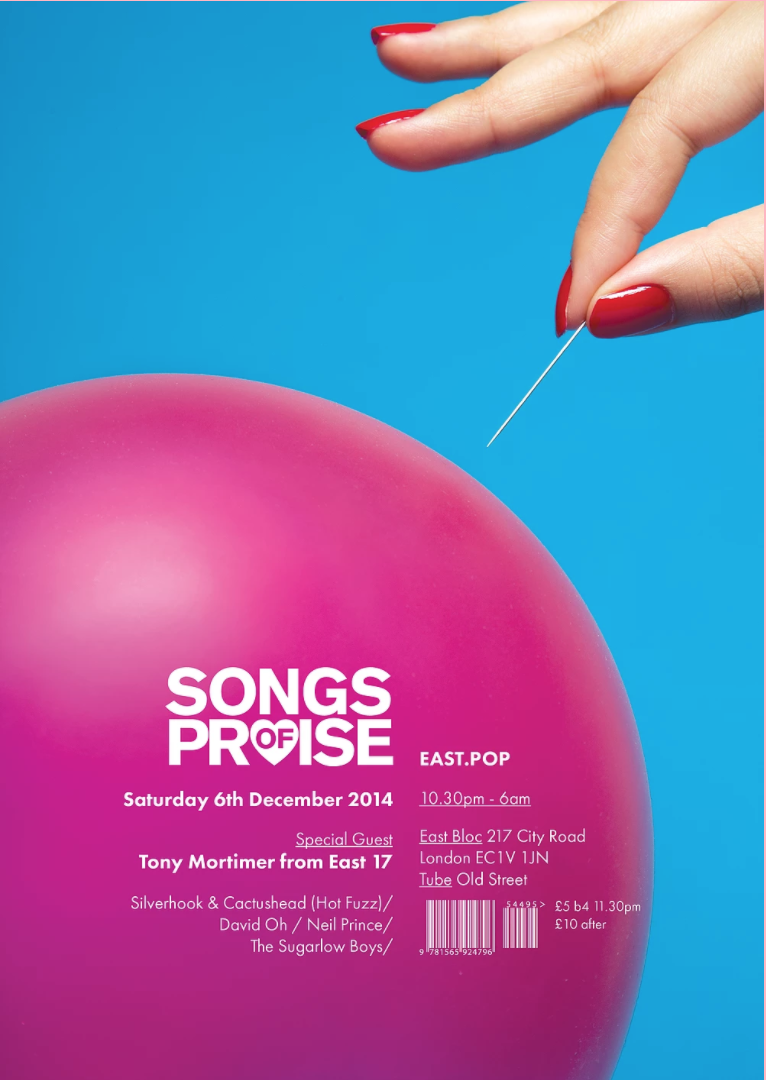 SONGS
OF
PRAISE
EAST.POP
Saturday 6th December 2014
10.30pm - 6am
Special Guest
Tony Mortimer from East 17
East Bloc 217 City Road
London EC1V 1JN
Tube Old Street
Silverhook & Cactushead (Hot Fuzz)/
David Oh / Neil Prince/
The Sugarlow Boys/
54495>
£5 b4 11.30pm
£10 after
9 781565 924796